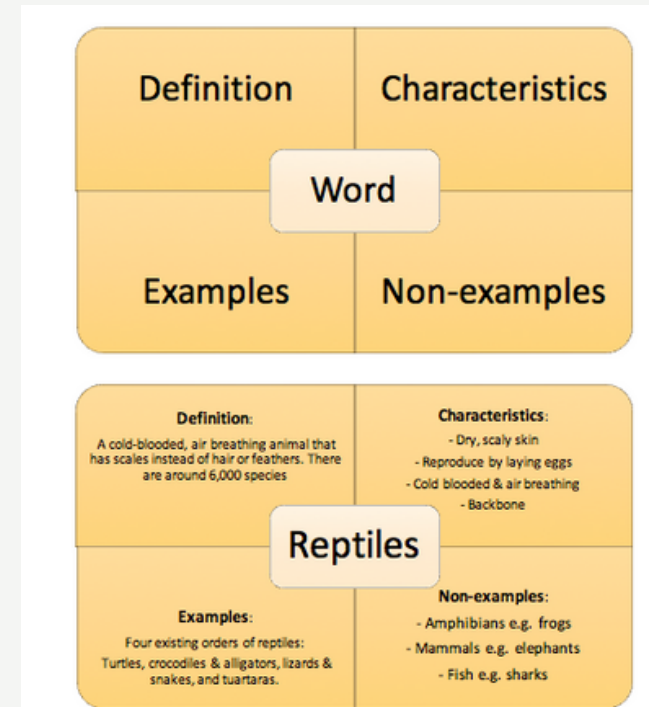 Definition
Characteristics
Word
Examples
Non-examples
Definition:
A cold-blooded, air breathing animal that
has scales instead of hair or feathers. There
are around 6,000 species
Characteristics:
- Dry, scaly skin
- Reproduce by laying eggs
- Cold blooded & air breathing
- Backbone
Reptiles
Examples:
Four existing orders of reptiles:
Turtles, crocodiles & alligators, lizards &
snakes, and tuartaras.
Non-examples:
- Amphibians e.g. frogs
- Mammals e.g. elephants
- Fish e.g. sharks